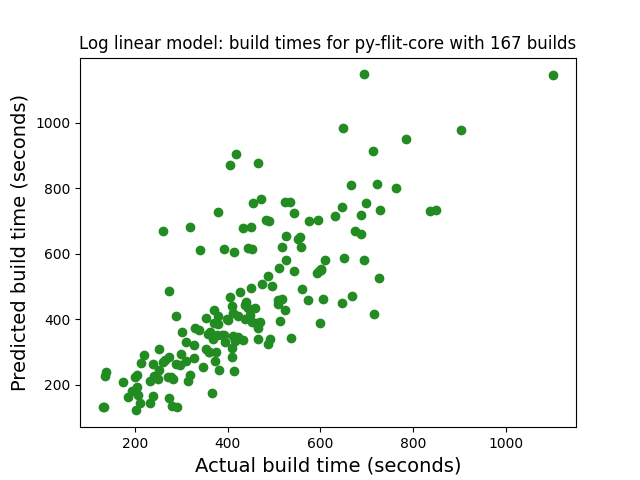 Log linear model: build times for py-flit-core with 167 builds
Predicted build time (seconds)
1000
800
600
400
200
200 400 600 800 1000
Actual build time (seconds)